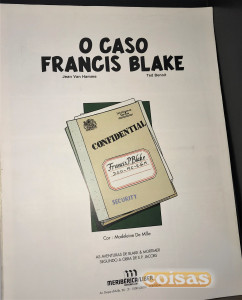 O CASO
FRANCIS BLAKE
Jean Van Hamme Ted Benoit
CONFIDENTIAL
Francis P. Blake
SECURITY
Cor : Madeleine De Mille
AS AVENTURAS DE BLAKE & MORTIMER
SEGUNDO A OBRA DE E.P. JACOBS
MERIBERICA LIBER
coisas